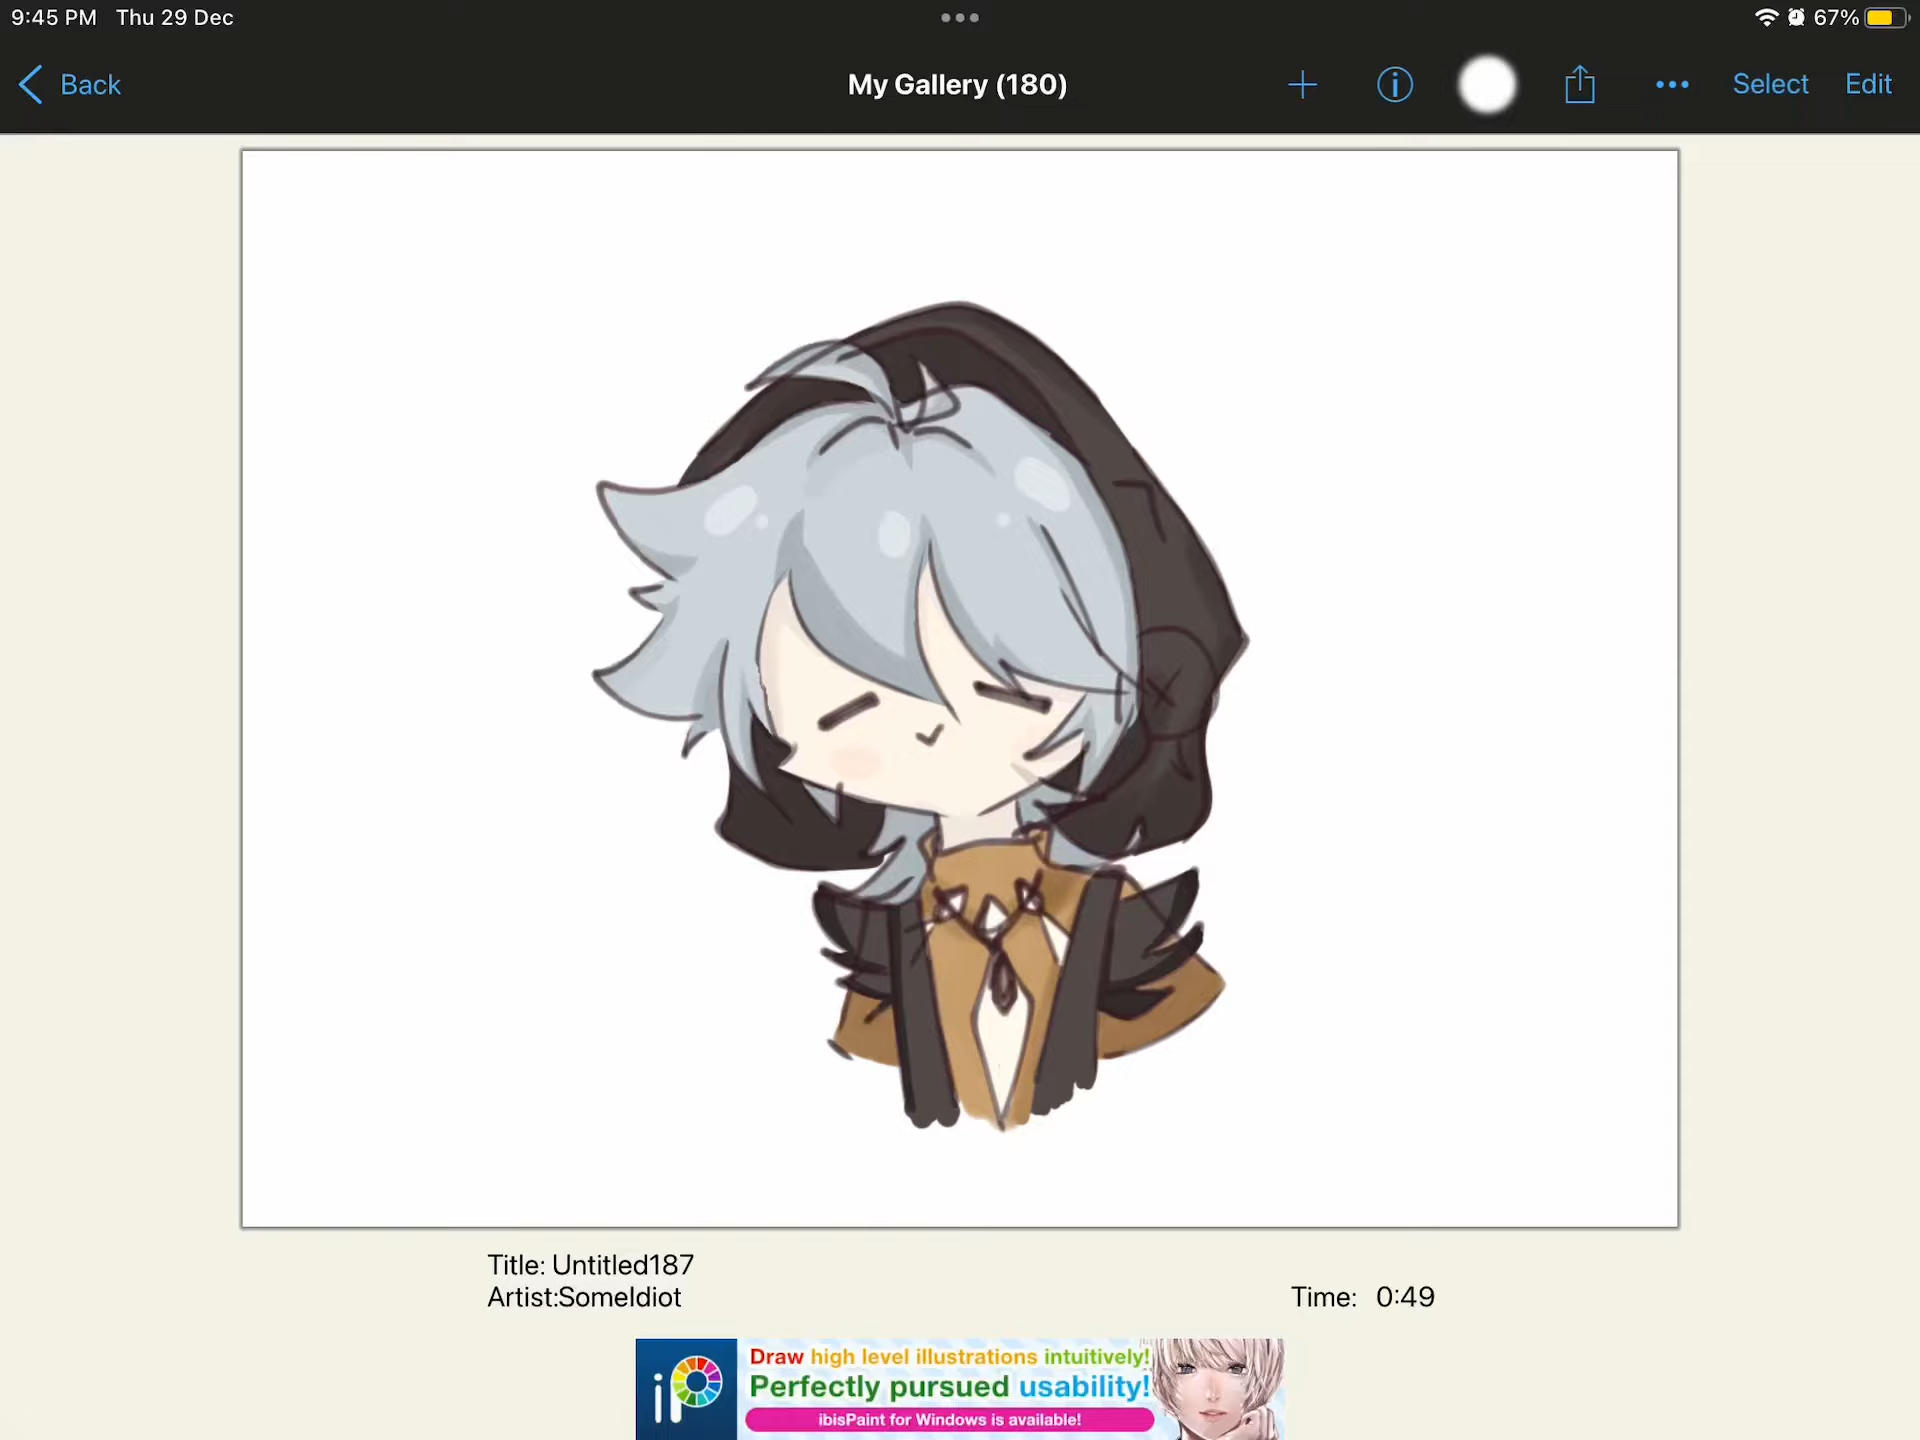 9:45 PM Thu 29 Dec 67%
Back My Gallery (180) Select Edit
Title: Untitled187
Artist:SomeIdiot Time: 0:49
iP
Draw high level illustrations intuitively!
Perfectly pursued usability!
ibisPaint for Windows is available!